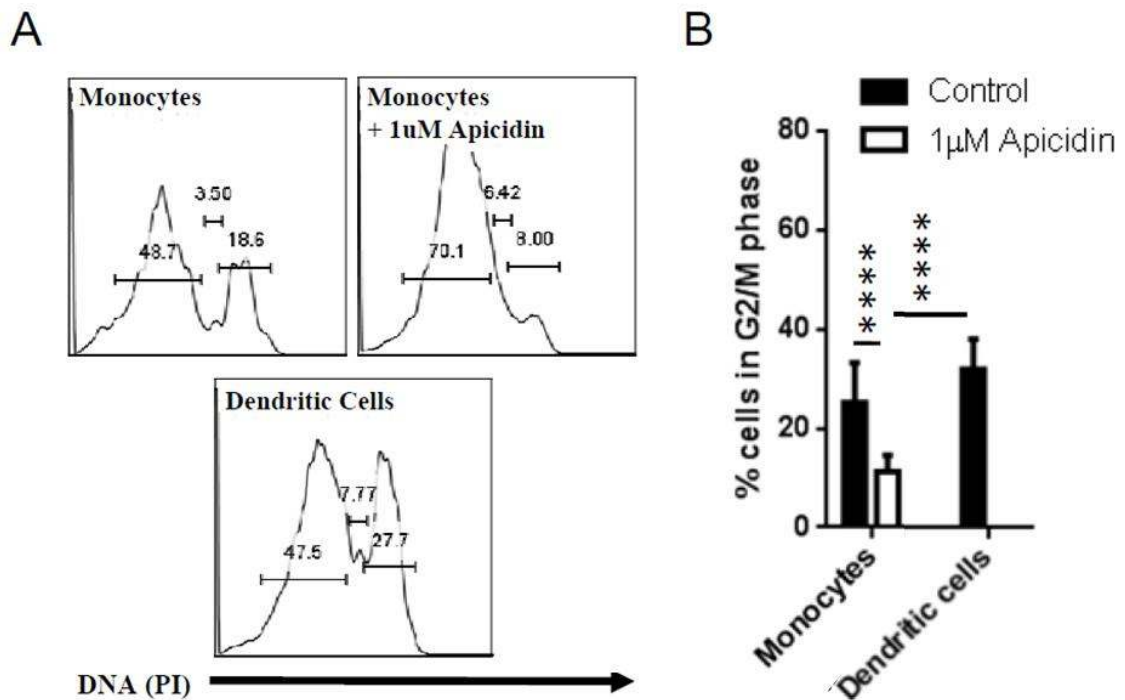 A
Monocytes
3.50
48.7
18.6
Monocytes
+ 1uM Apicidin
6.42
70.1
8.00
Dendritic Cells
7.77
47.5
27.7
DNA (PI)
B
Control
1μM Apicidin
% cells in G2/M phase
80
60
40
20
0
****
****
Monocytes
Dendritic cells